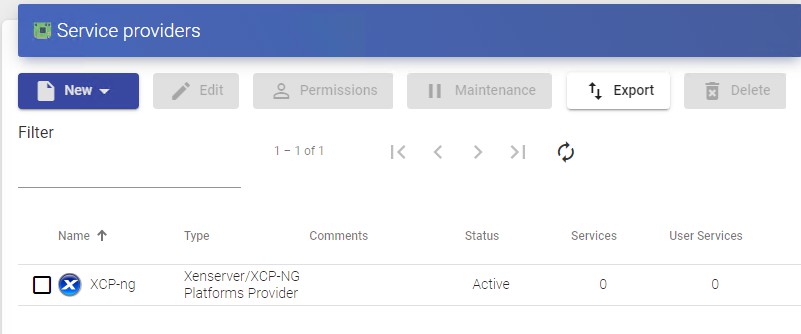 Service providers
New Edit Permissions Maintenance Export Delete
Filter
1 – 1 of 1
Name Type Comments Status Services User Services
XCP-ng Xenserver/XCP-NG Platforms Provider Active 0 0